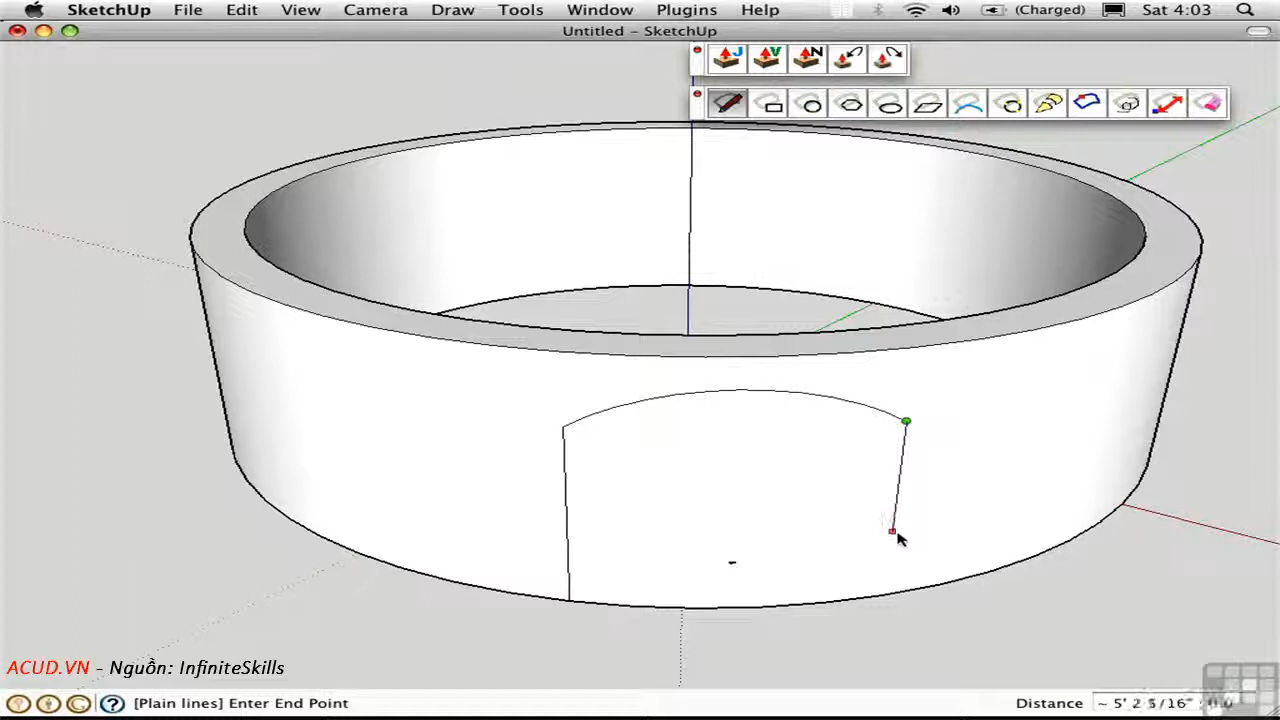 SketchUp File Edit View Camera Draw Tools Window Plugins Help (Charged) Sat 4:03
Untitled - SketchUp
J V N
ACUD.VN - Nguồn: InfiniteSkills
[Plain lines] Enter End Point Distance